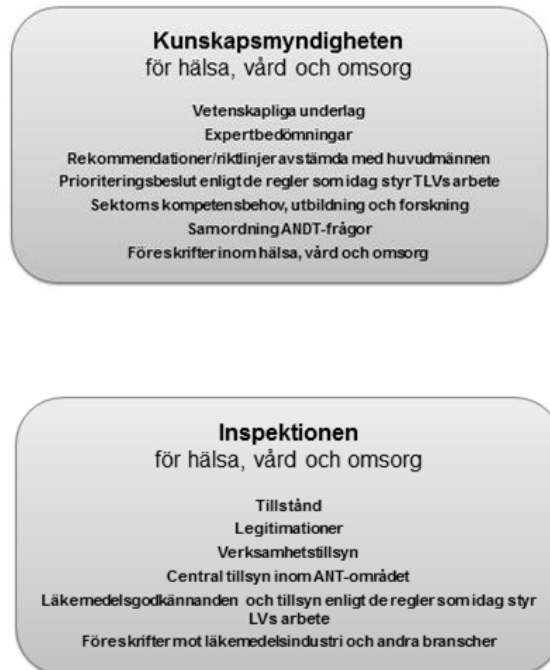 Kunskapsmyndigheten
för hälsa, vård och omsorg
Vetenskapliga underlag
Expertbedömningar
Rekommendationer/riktlinjer avstämda med huvudmännen
Prioriteringsbeslut enligt de regler som idag styr TLVs arbete
Sektorns kompetensbehov, utbildning och forskning
Samordning ANDT-frågor
Föreskrifter inom hälsa, vård och omsorg
Inspektionen
för hälsa, vård och omsorg
Tillstånd
Legitimationer
Verksamhetstillsyn
Central tillsyn inom ANT-området
Läkemedelsgodkännanden och tillsyn enligt de regler som idag styr
LVs arbete
Föreskrifter mot läkemedelsindustri och andra branscher